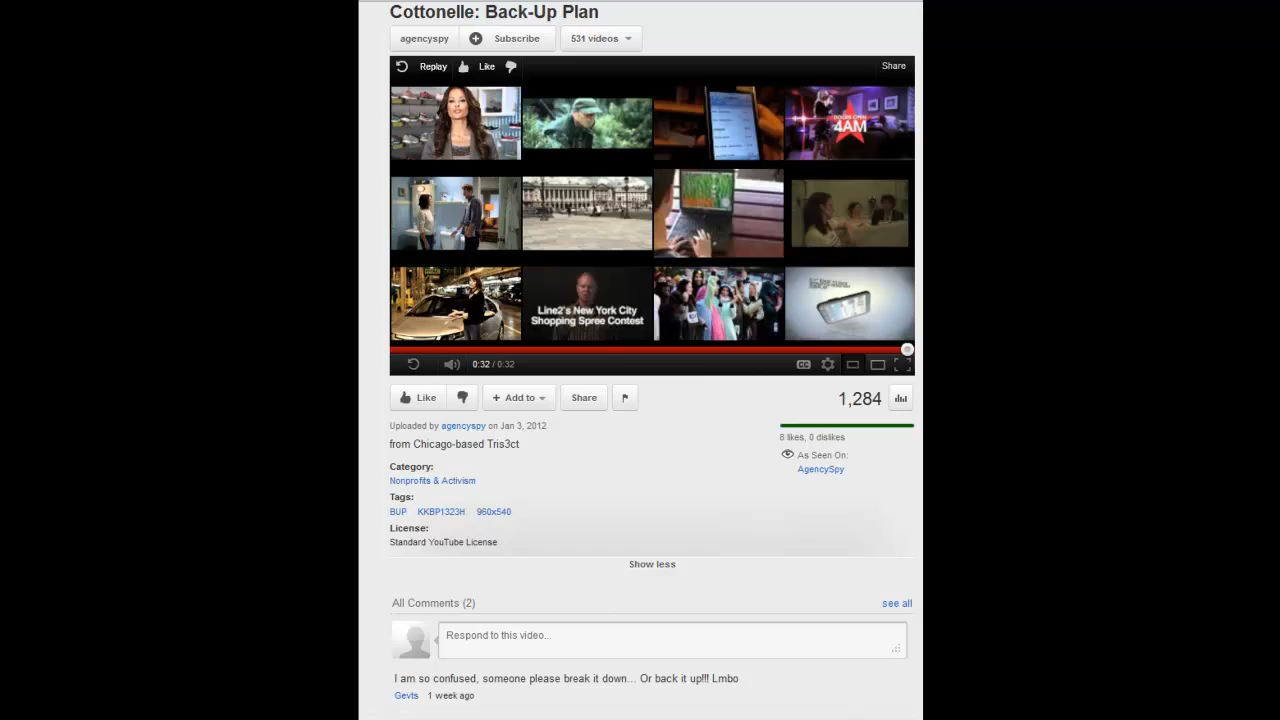 Cottonelle: Back-Up Plan
agencyspy Subscribe 531 videos
Replay Like Share
DOORS OPEN
4AM
Line2's New York City
Shopping Spree Contest
0:32 / 0:32 CC
Like Add to Share 1,284
Uploaded by agencyspy on Jan 3, 2012
8 likes, 0 dislikes
from Chicago-based Tris3ct
As Seen On:
AgencySpy
Category:
Nonprofits & Activism
Tags:
BUP KKBP1323H 960x540
License:
Standard YouTube License
Show less
All Comments (2) see all
Respond to this video...
I am so confused, someone please break it down... Or back it up!!! Lmbo
Gevts 1 week ago